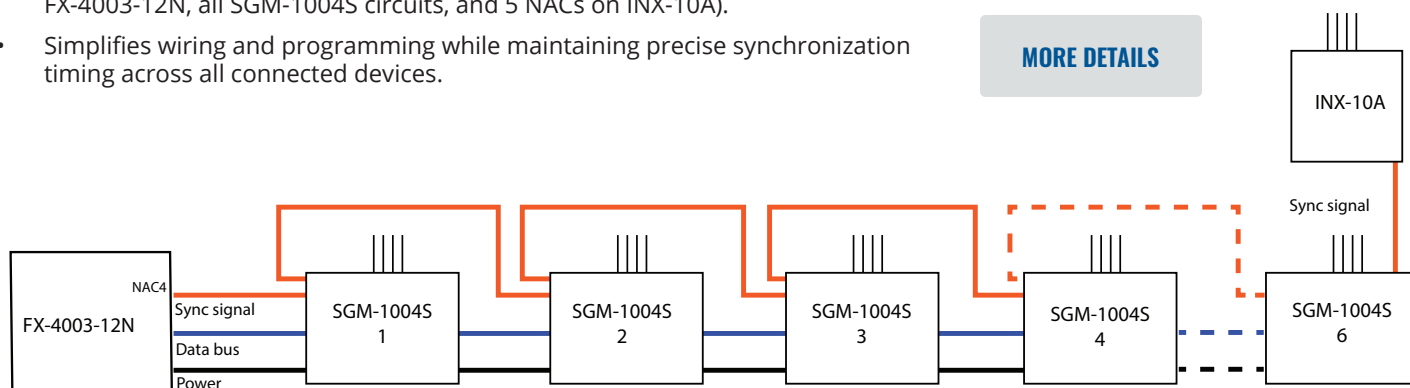 FX-4003-12N, all SGM-1004S circuits, and 5 NACs on INX-10A).
• Simplifies wiring and programming while maintaining precise synchronization
timing across all connected devices.
MORE DETAILS
INX-10A
Sync signal
NAC4
FX-4003-12N
Sync signal
Data bus
Power
SGM-1004S
1
SGM-1004S
2
SGM-1004S
3
SGM-1004S
4
SGM-1004S
6